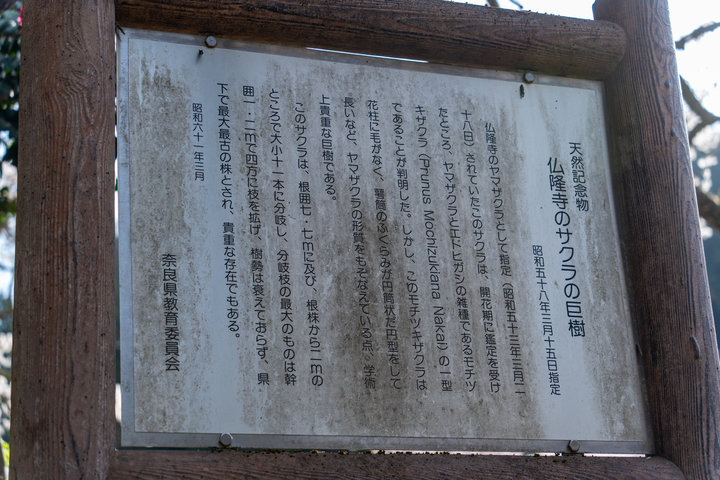 天然記念物
仏隆寺のサクラの巨樹
昭和五十八年三月十五日指定
仏隆寺のヤマザクラとして指定（昭和五十三年三月二
十八日）されていたこのサクラは、開花期に鑑定を受け
たところ、ヤマザクラとエドヒガシの雑種であるモチヅ
キザクラ（Prunus Mochizukiana Nakai）の一型
であることが判明した。しかし、このモチヅキザクラは
花柱に毛がなく、萼筒のふくらみが円筒状だ円型をして
長いなど、ヤマザクラの形質をもそなえている点、学術
上貴重な巨樹である。
このサクラは、根囲七・七mに及び、根株から二mの
ところで大小十一本に分岐し、分岐枝の最大のものは幹
囲一・二mで四方に枝を拡げ、樹勢は衰えておらず、県
下で最大最古の株とされ、貴重な存在でもある。
昭和六十一年三月
奈良県教育委員会